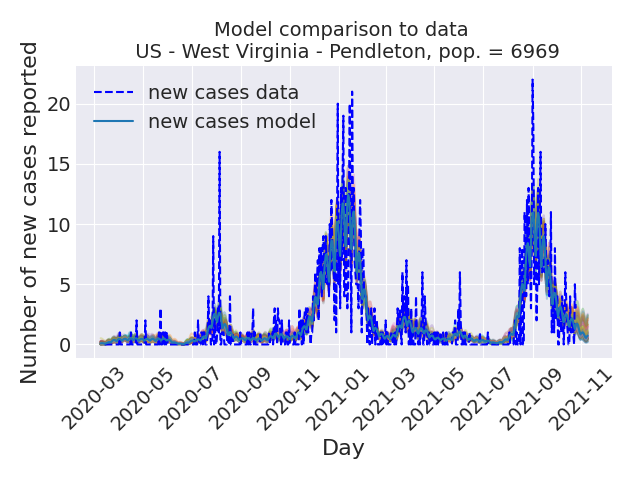 Model comparison to data
US - West Virginia - Pendleton, pop. = 6969
Number of new cases reported
20
15
10
5
0
new cases data
new cases model
2020-03
2020-05
2020-07
2020-09
2020-11
2021-01
2021-03
2021-05
2021-07
2021-09
2021-11
Day